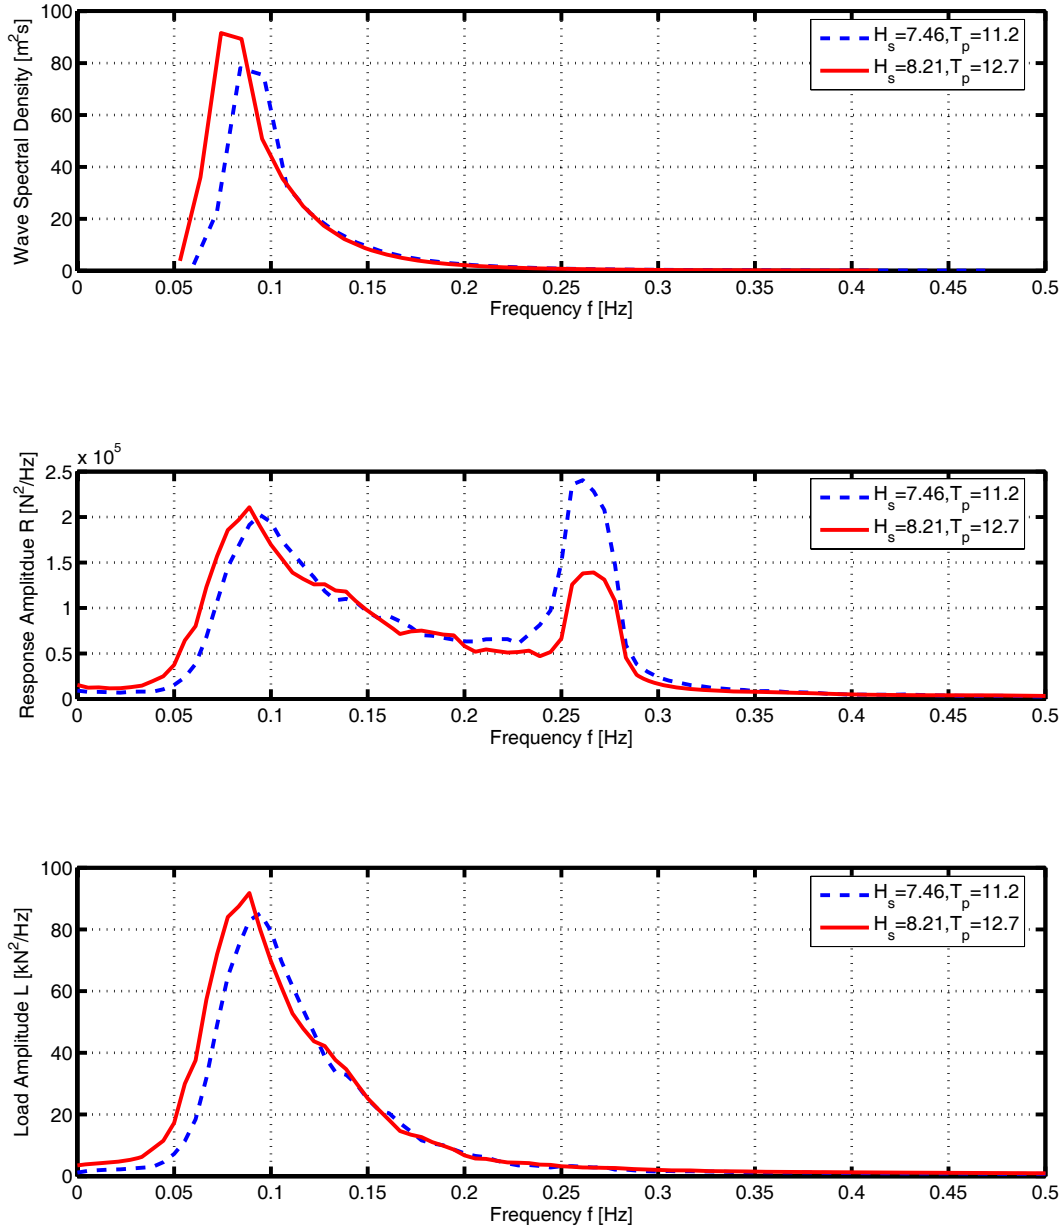 100
80
60
40
20
0
Wave Spectral Density [m²s]
H_s=7.46,T_p=11.2
H_s=8.21,T_p=12.7
0 0.05 0.1 0.15 0.2 0.25 0.3 0.35 0.4 0.45 0.5
Frequency f [Hz]
x 10⁵
2.5
2
1.5
1
0.5
0
Response Amplitdue R [N²/Hz]
H_s=7.46,T_p=11.2
H_s=8.21,T_p=12.7
0 0.05 0.1 0.15 0.2 0.25 0.3 0.35 0.4 0.45 0.5
Frequency f [Hz]
100
80
60
40
20
0
Load Amplitude L [kN²/Hz]
H_s=7.46,T_p=11.2
H_s=8.21,T_p=12.7
0 0.05 0.1 0.15 0.2 0.25 0.3 0.35 0.4 0.45 0.5
Frequency f [Hz]